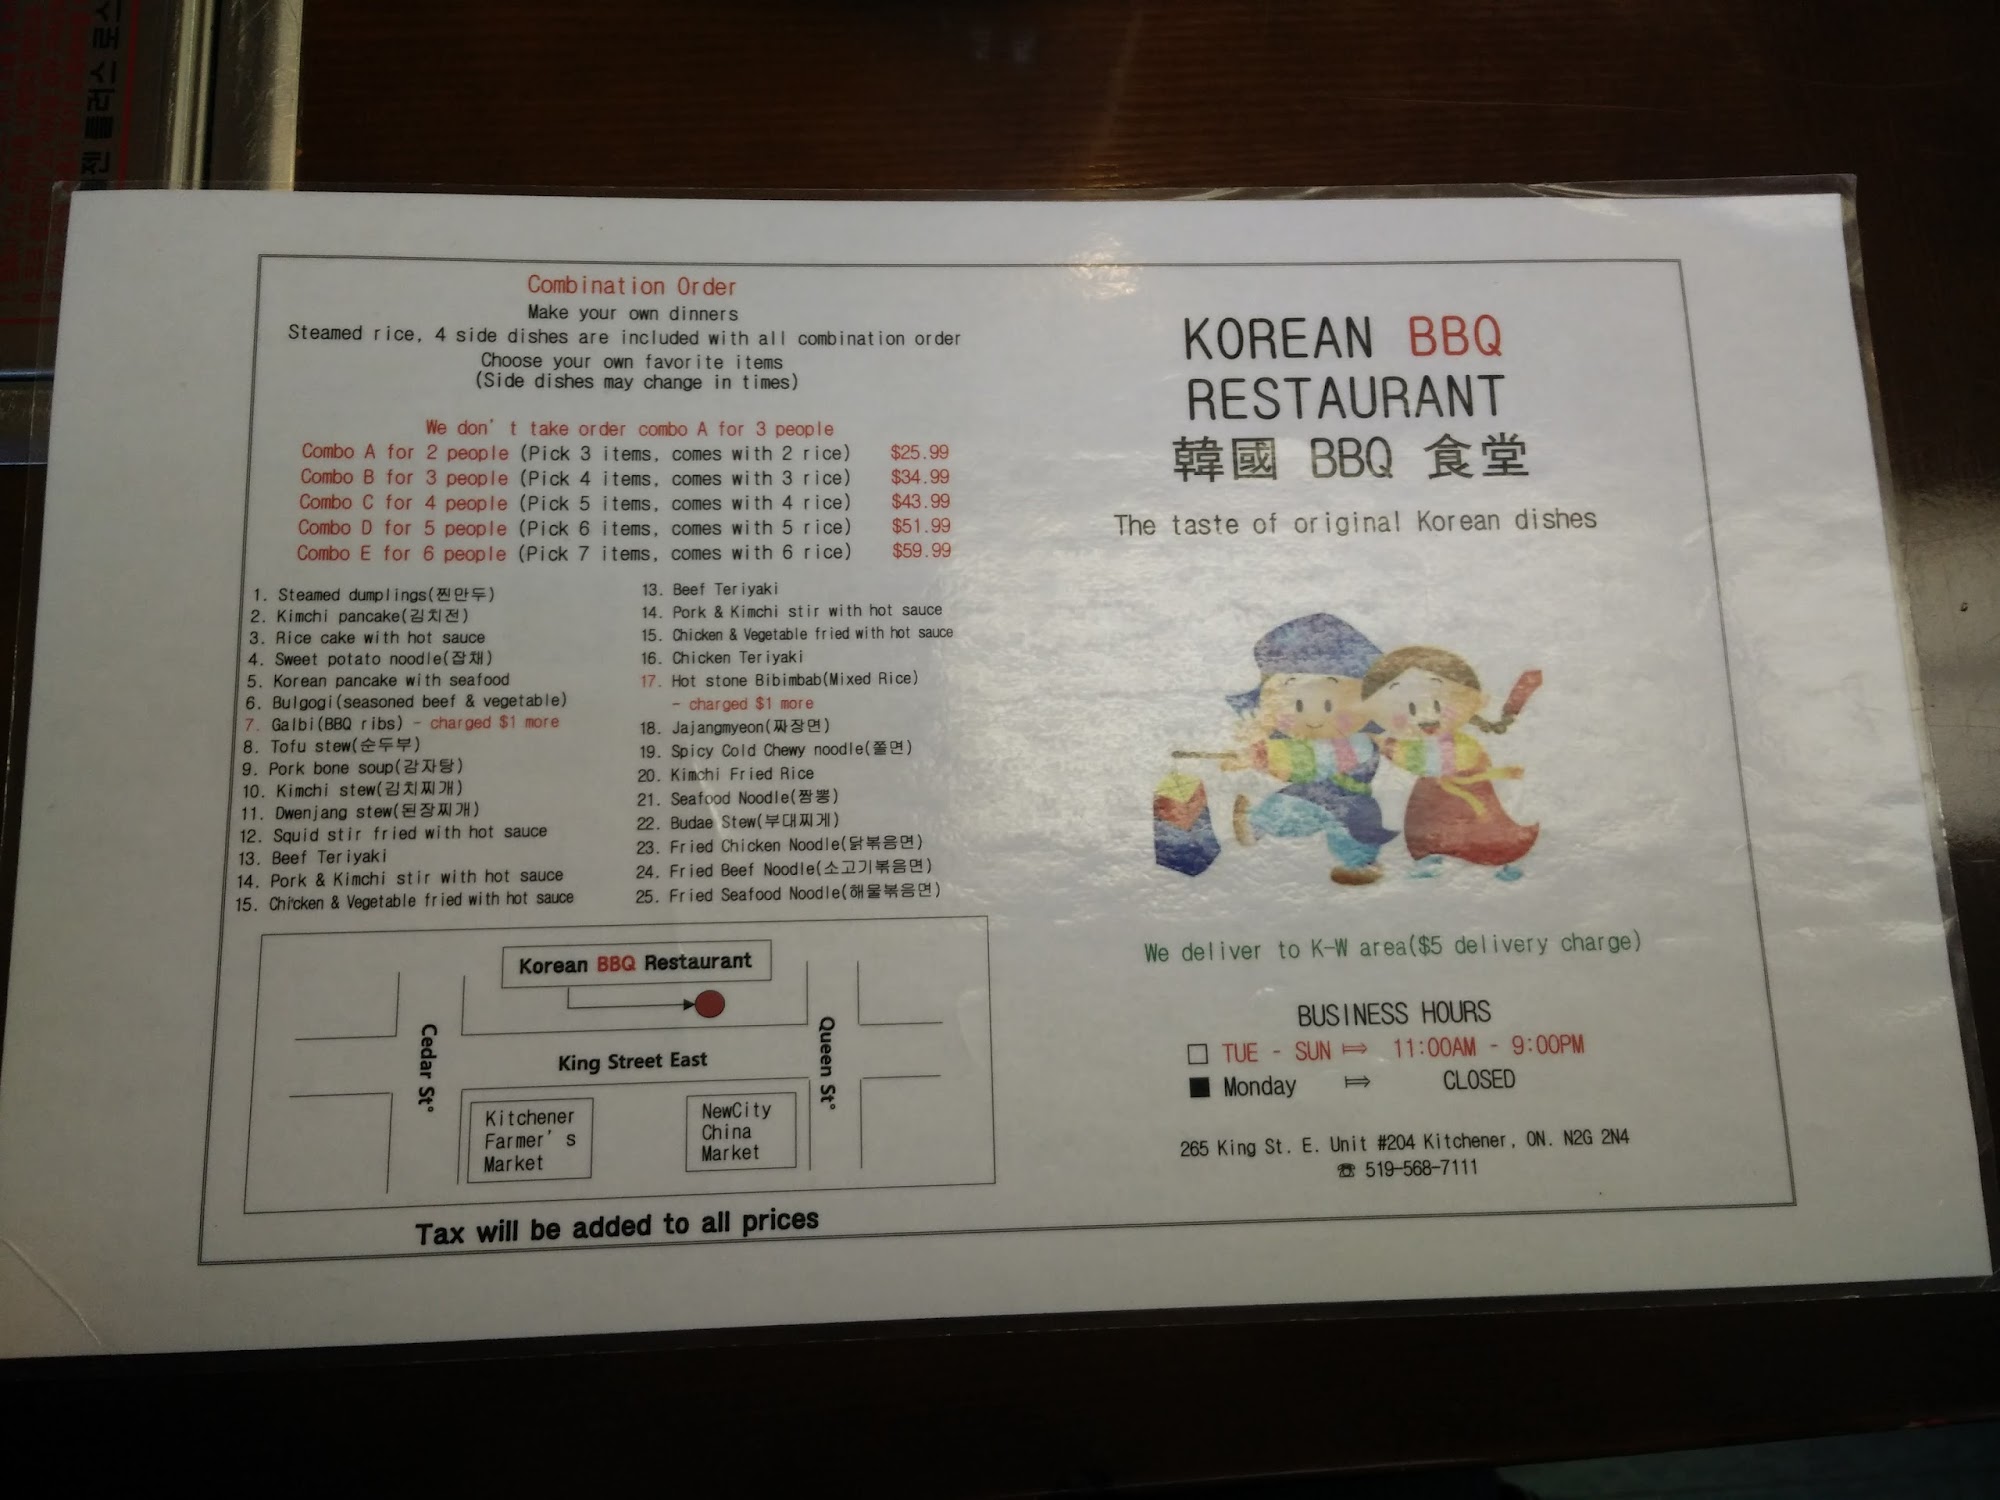 젠 틀러스 로스
Combination Order
Make your own dinners
Steamed rice, 4 side dishes are included with all combination order
Choose your own favorite items
(Side dishes may change in times)
We don't take order combo A for 3 people
Combo A for 2 people (Pick 3 items, comes with 2 rice) $25.99
Combo B for 3 people (Pick 4 items, comes with 3 rice) $34.99
Combo C for 4 people (Pick 5 items, comes with 4 rice) $43.99
Combo D for 5 people (Pick 6 items, comes with 5 rice) $51.99
Combo E for 6 people (Pick 7 items, comes with 6 rice) $59.99
1. Steamed dumplings(찐만두)
2. Kimchi pancake(김치전)
3. Rice cake with hot sauce
4. Sweet potato noodle(잡채)
5. Korean pancake with seafood
6. Bulgogi(seasoned beef & vegetable)
7. Galbi(BBQ ribs) - charged $1 more
8. Tofu stew(순두부)
9. Pork bone soup(감자탕)
10. Kimchi stew(김치찌개)
11. Dwenjang stew(된장찌개)
12. Squid stir fried with hot sauce
13. Beef Teriyaki
14. Pork & Kimchi stir with hot sauce
15. Chicken & Vegetable fried with hot sauce
13. Beef Teriyaki
14. Pork & Kimchi stir with hot sauce
15. Chicken & Vegetable fried with hot sauce
16. Chicken Teriyaki
17. Hot stone Bibimbab(Mixed Rice)
- charged $1 more
18. Jajangmyeon(짜장면)
19. Spicy Cold Chewy noodle(쫄면)
20. Kimchi Fried Rice
21. Seafood Noodle(짬뽕)
22. Budae Stew(부대찌게)
23. Fried Chicken Noodle(닭볶음면)
24. Fried Beef Noodle(소고기볶음면)
25. Fried Seafood Noodle(해물볶음면)
Korean BBQ Restaurant
Cedar St°
King Street East
Queen St°
Kitchener
Farmer's
Market
NewCity
China
Market
Tax will be added to all prices
KOREAN BBQ
RESTAURANT
韓國 BBQ 食堂
The taste of original Korean dishes
We deliver to K-W area($5 delivery charge)
BUSINESS HOURS
□ TUE - SUN ⟾ 11:00AM - 9:00PM
■ Monday ⟾ CLOSED
265 King St. E. Unit #204 Kitchener, ON. N2G 2N4
☏ 519-568-7111